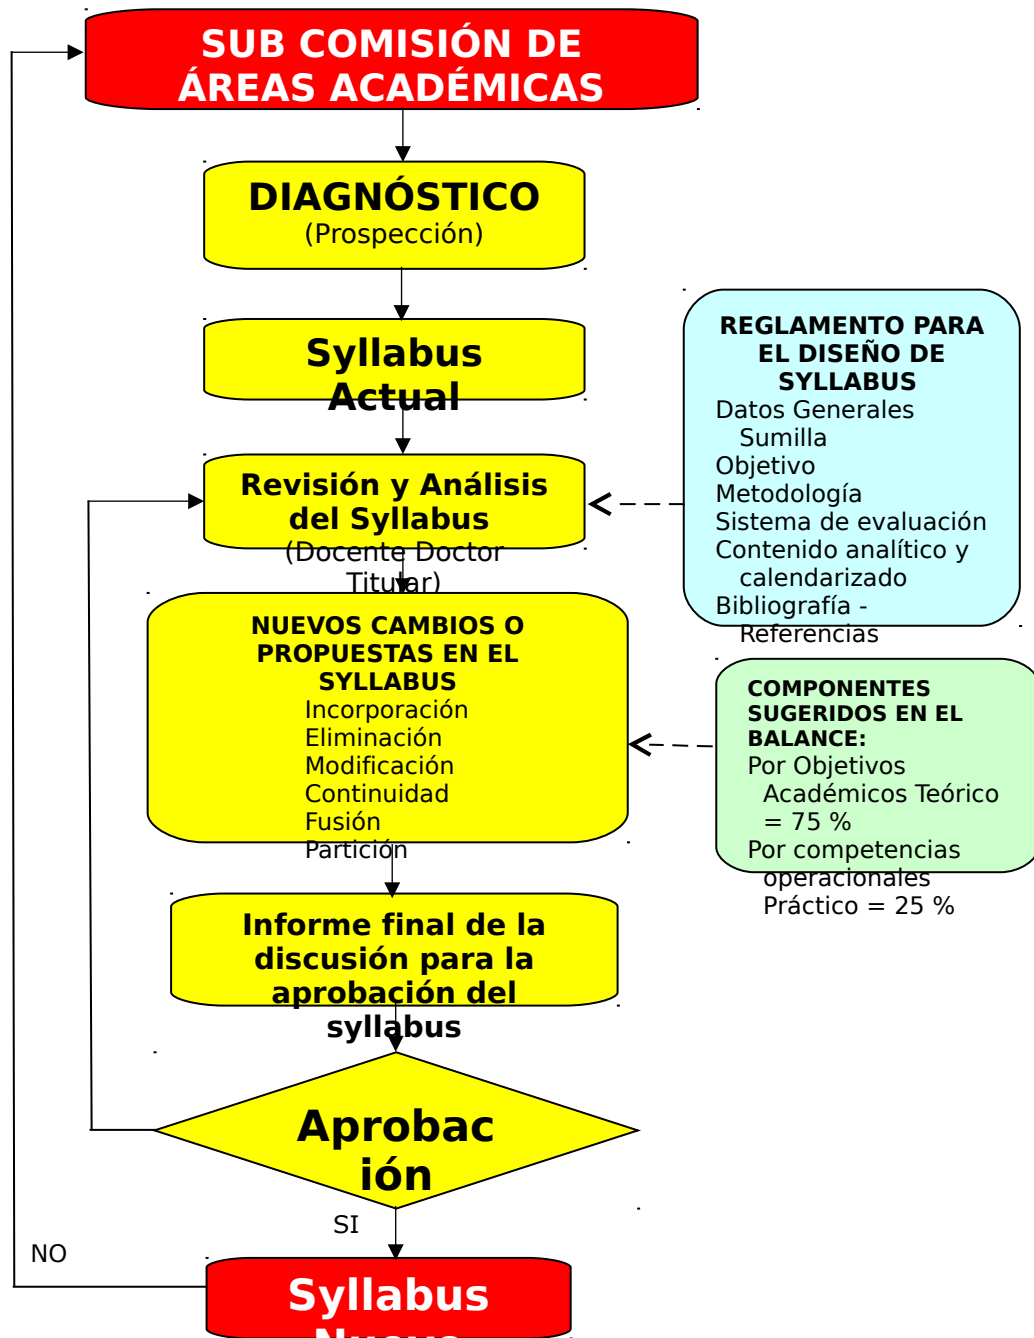 SUB COMISIÓN DE
ÁREAS ACADÉMICAS
DIAGNÓSTICO
(Prospección)
Syllabus
Actual
Revisión y Análisis
del Syllabus
(Docente Doctor
Titular)
REGLAMENTO PARA
EL DISEÑO DE
SYLLABUS
Datos Generales
Sumilla
Objetivo
Metodología
Sistema de evaluación
Contenido analítico y
calendarizado
Bibliografía -
Referencias
NUEVOS CAMBIOS O
PROPUESTAS EN EL
SYLLABUS
Incorporación
Eliminación
Modificación
Continuidad
Fusión
Partición
COMPONENTES
SUGERIDOS EN EL
BALANCE:
Por Objetivos
Académicos Teórico
= 75 %
Por competencias
operacionales
Práctico = 25 %
Informe final de la
discusión para la
aprobación del
syllabus
Aprobac
ión
SI
NO
Syllabus
Nuevo